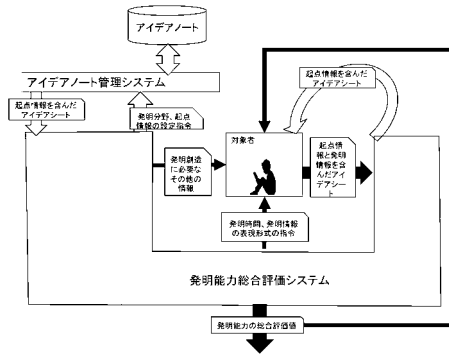 アイデアノート
アイデアノート管理システム
起点情報を含んだ
アイデアシート
起点情報を含んだ
アイデアシート
発明分野、起点
情報の設定指令
対象者
発明創造
に必要な
その他の
情報
起点情
報と発明
情報を含
んだアイデ
アシート
発明時間、発明情報
の表現形式の指令
発明能力総合評価システム
発明能力の総合評価値